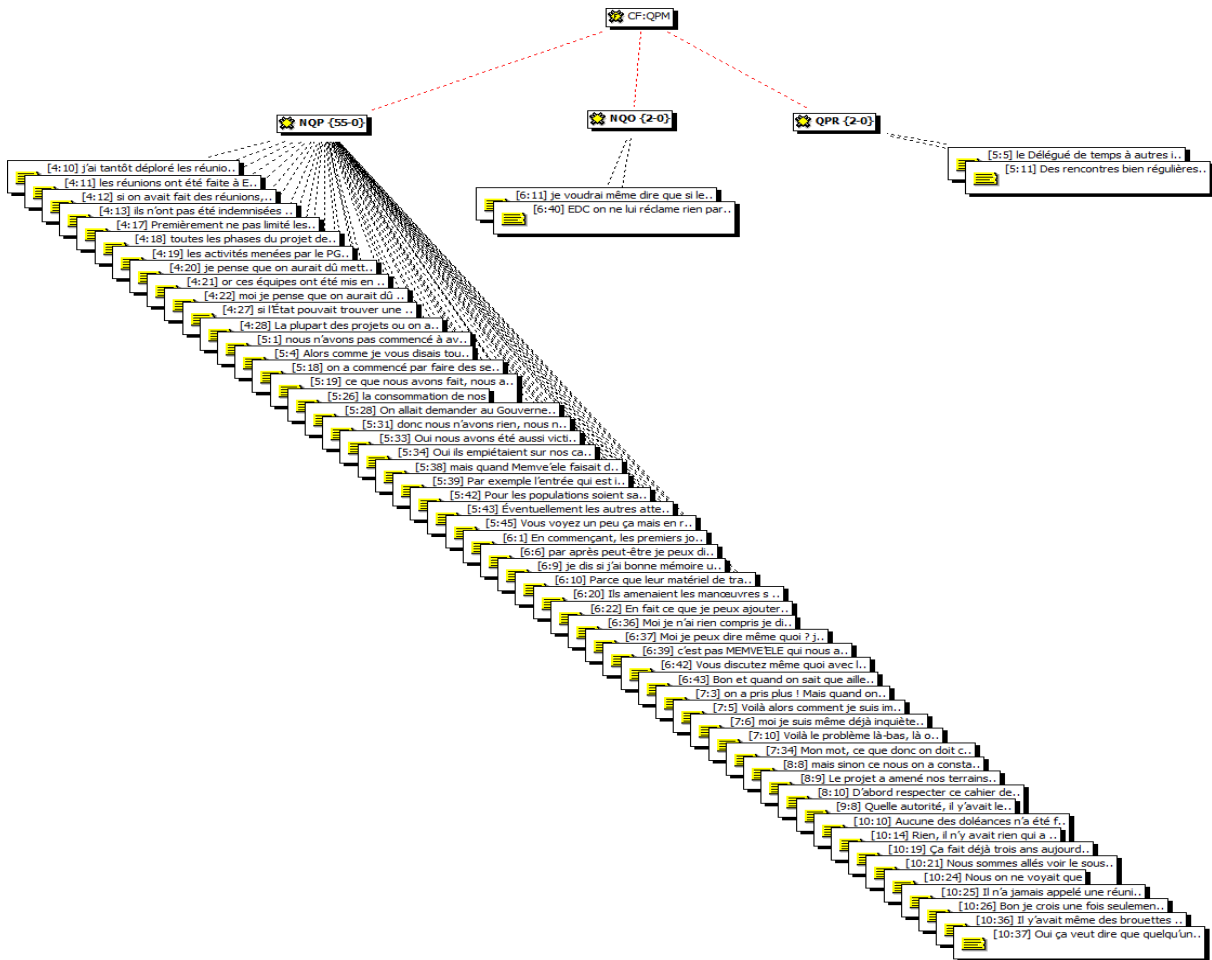 CF:QPM
NQP {55-0}
NQO {2-0}
QPR {2-0}
[4:10] j'ai tantôt déploré les réunio..
[4:11] les réunions ont été faite à E..
[4:12] si on avait fait des réunions,..
[4:13] ils n'ont pas été indemnisées ..
[4:17] Premièrement ne pas limité les..
[4:18] toutes les phases du projet de..
[4:19] les activités menées par le PG..
[4:20] je pense que on aurait dû mett..
[4:21] or ces équipes ont été mis en ..
[4:22] moi je pense que on aurait dû ..
[4:27] si l'État pouvait trouver une ..
[4:28] La plupart des projets ou on a..
[5:1] nous n'avons pas commencé à av..
[5:4] Alors comme je vous disais tou..
[5:18] on a commencé par faire des se..
[5:19] ce que nous avons fait, nous a..
[5:26] la consommation de nos
[5:28] On allait demander au Gouverne..
[5:31] donc nous n'avons rien, nous n..
[5:33] Oui nous avons été aussi victi..
[5:34] Oui ils empiétaient sur nos ca..
[5:38] mais quand Memve'ele faisait d..
[5:39] Par exemple l'entrée qui est i..
[5:42] Pour les populations soient sa..
[5:43] Éventuellement les autres atte..
[5:45] Vous voyez un peu ça mais en r..
[6:1] En commençant, les premiers jo..
[6:6] par après peut-être je peux di..
[6:9] je dis si j'ai bonne mémoire u..
[6:10] Parce que leur matériel de tra..
[6:20] Ils amenaient les manœuvres s ..
[6:22] En fait ce que je peux ajouter..
[6:36] Moi je n'ai rien compris je di..
[6:37] Moi je peux dire même quoi ? j..
[6:39] c'est pas MEMVE'ELE qui nous a..
[6:42] Vous discutez même quoi avec l..
[6:43] Bon et quand on sait que aille..
[7:3] on a pris plus ! Mais quand on..
[7:5] Voilà alors comment je suis im..
[7:6] moi je suis même déjà inquiète..
[7:10] Voilà le problème là-bas, là o..
[7:34] Mon mot, ce que donc on doit c..
[8:8] mais sinon ce nous on a consta..
[8:9] Le projet a amené nos terrains..
[8:10] D'abord respecter ce cahier de..
[9:8] Quelle autorité, il y'avait le..
[10:10] Aucune des doléances n'a été f..
[10:14] Rien, il n'y avait rien qui a ..
[10:19] Ça fait déjà trois ans aujourd..
[10:21] Nous sommes allés voir le sous..
[10:24] Nous on ne voyait que
[10:25] Il n'a jamais appelé une réuni..
[10:26] Bon je crois une fois seulemen..
[10:36] Il y'avait même des brouettes ..
[10:37] Oui ça veut dire que quelqu'un..
[6:11] je voudrai même dire que si le..
[6:40] EDC on ne lui réclame rien par..
[5:5] le Délégué de temps à autres i..
[5:11] Des rencontres bien régulières..